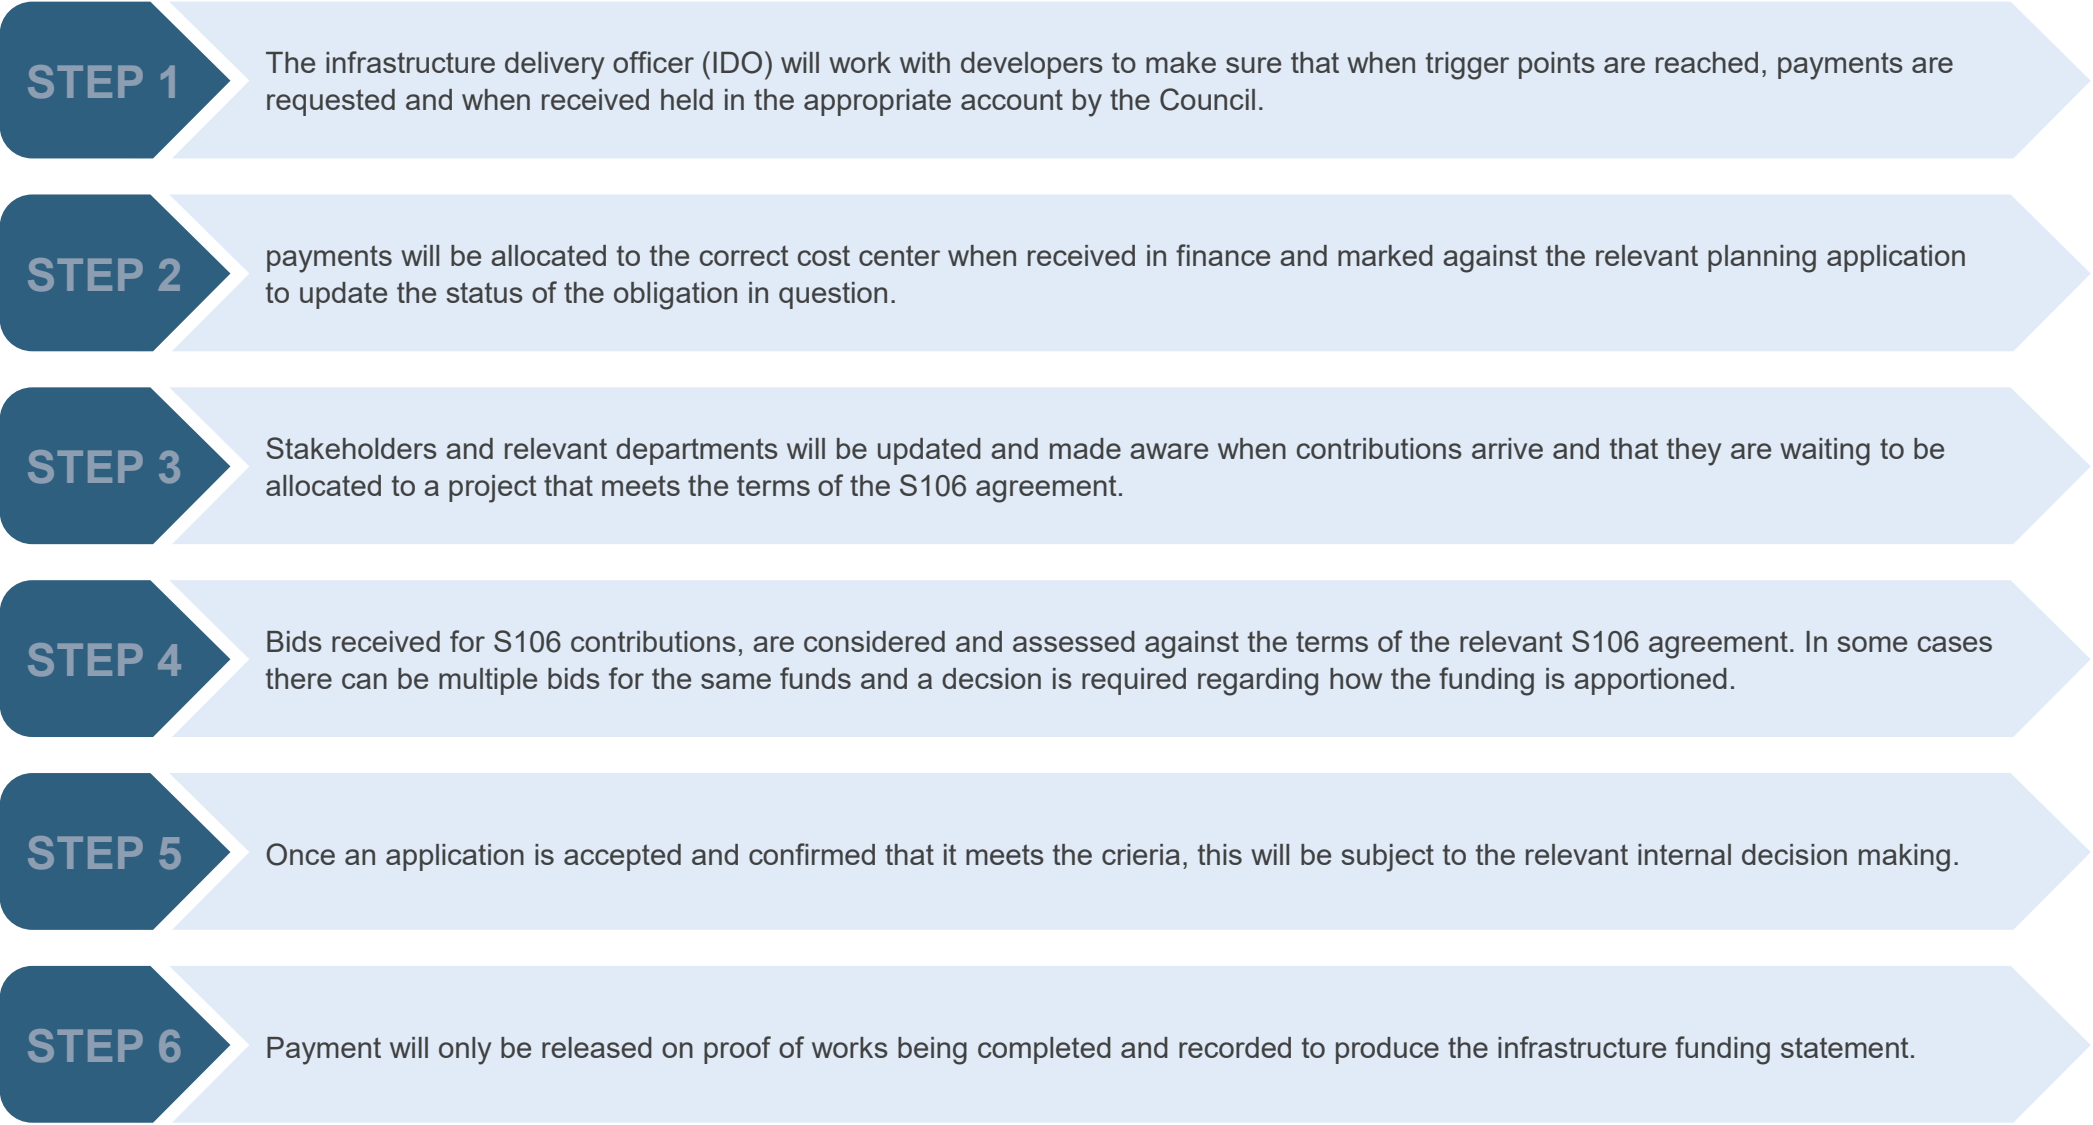 STEP 1
The infrastructure delivery officer (IDO) will work with developers to make sure that when trigger points are reached, payments are
requested and when received held in the appropriate account by the Council.
STEP 2
payments will be allocated to the correct cost center when received in finance and marked against the relevant planning application
to update the status of the obligation in question.
STEP 3
Stakeholders and relevant departments will be updated and made aware when contributions arrive and that they are waiting to be
allocated to a project that meets the terms of the S106 agreement.
STEP 4
Bids received for S106 contributions, are considered and assessed against the terms of the relevant S106 agreement. In some cases
there can be multiple bids for the same funds and a decsion is required regarding how the funding is apportioned.
STEP 5
Once an application is accepted and confirmed that it meets the crieria, this will be subject to the relevant internal decision making.
STEP 6
Payment will only be released on proof of works being completed and recorded to produce the infrastructure funding statement.